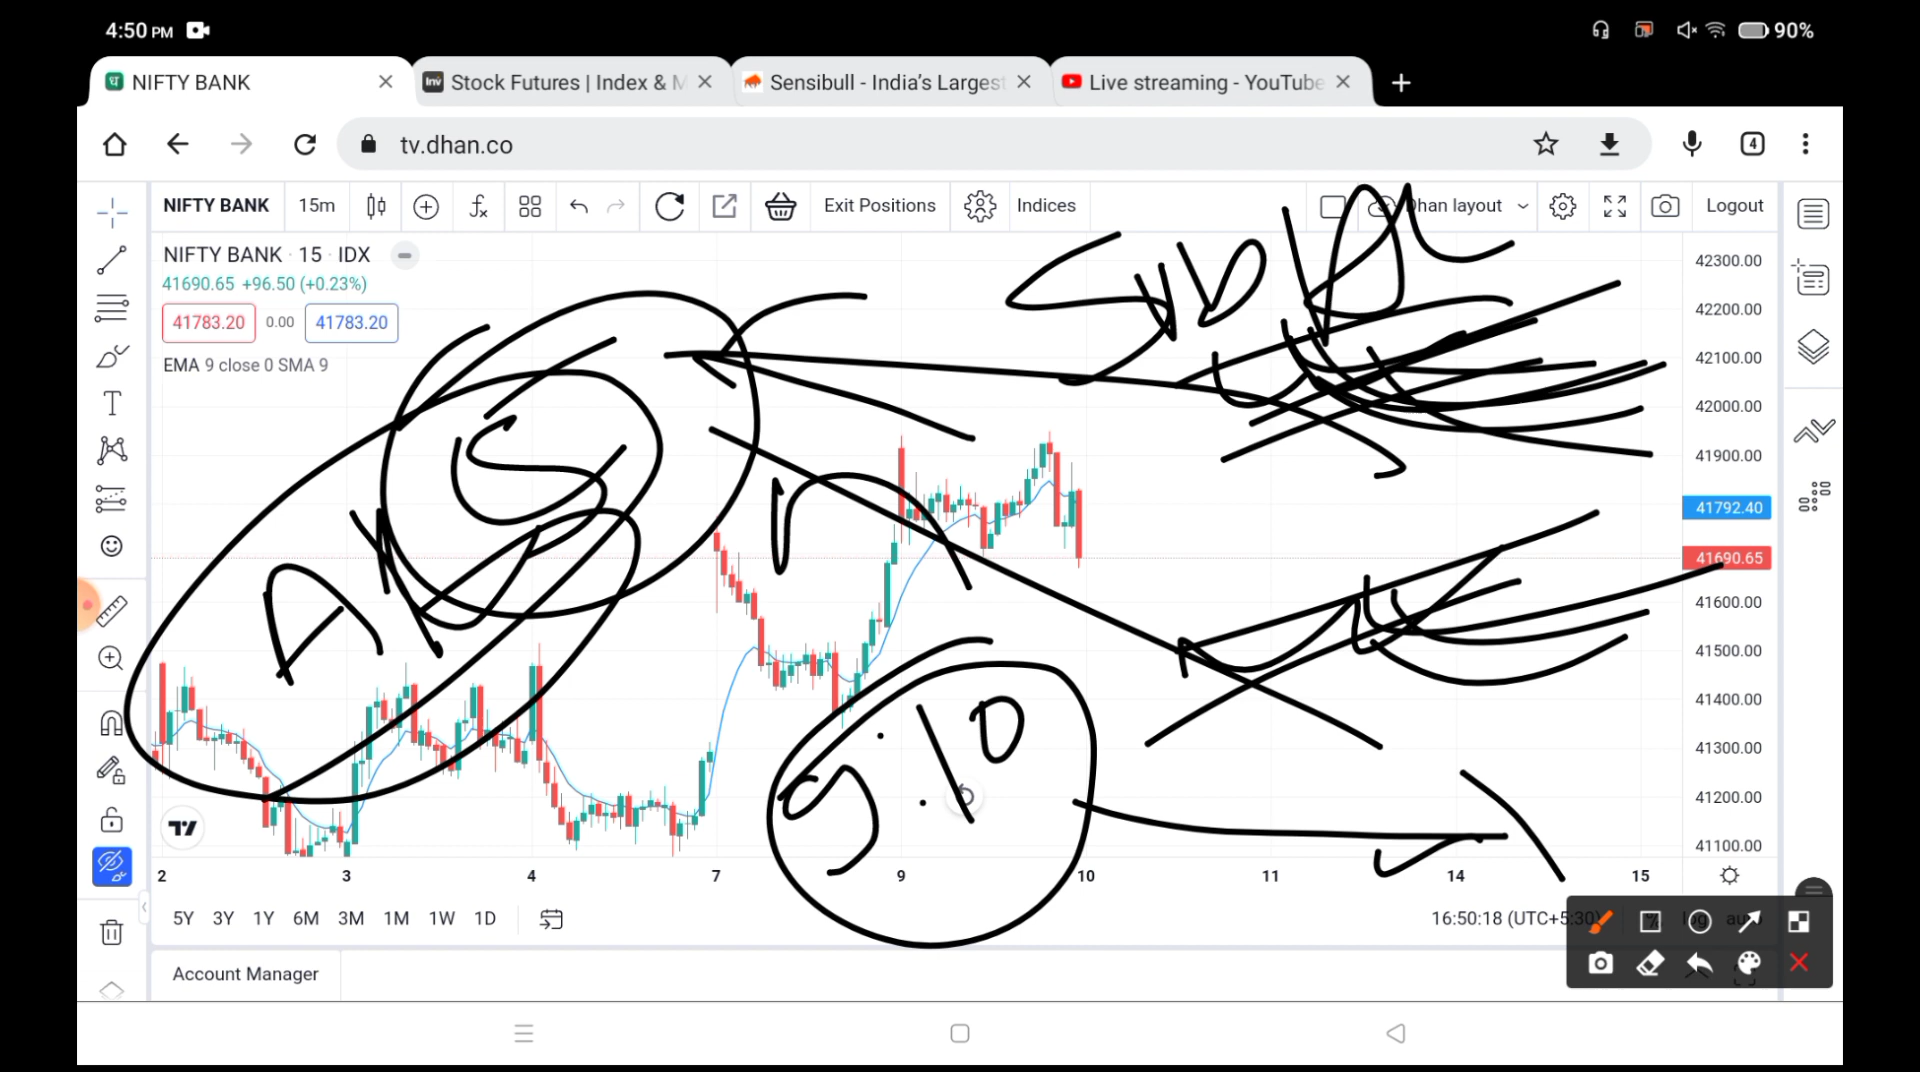 4:50 PM
90%
NIFTY BANK
Stock Futures | Index & M
Sensibull - India's Largest
Live streaming - YouTube
tv.dhan.co
4
NIFTY BANK 15m Exit Positions Indices Dhan layout Logout
NIFTY BANK · 15 · IDX
41690.65 +96.50 (+0.23%)
41783.20 0.00 41783.20
EMA 9 close 0 SMA 9
42300.00
42200.00
42100.00
42000.00
41900.00
41792.40
41690.65
41600.00
41500.00
41400.00
41300.00
41200.00
41100.00
9:10
2 3 4 7 9 10 11 14 15
5Y 3Y 1Y 6M 3M 1M 1W 1D
16:50:18 (UTC+5:30)
Account Manager